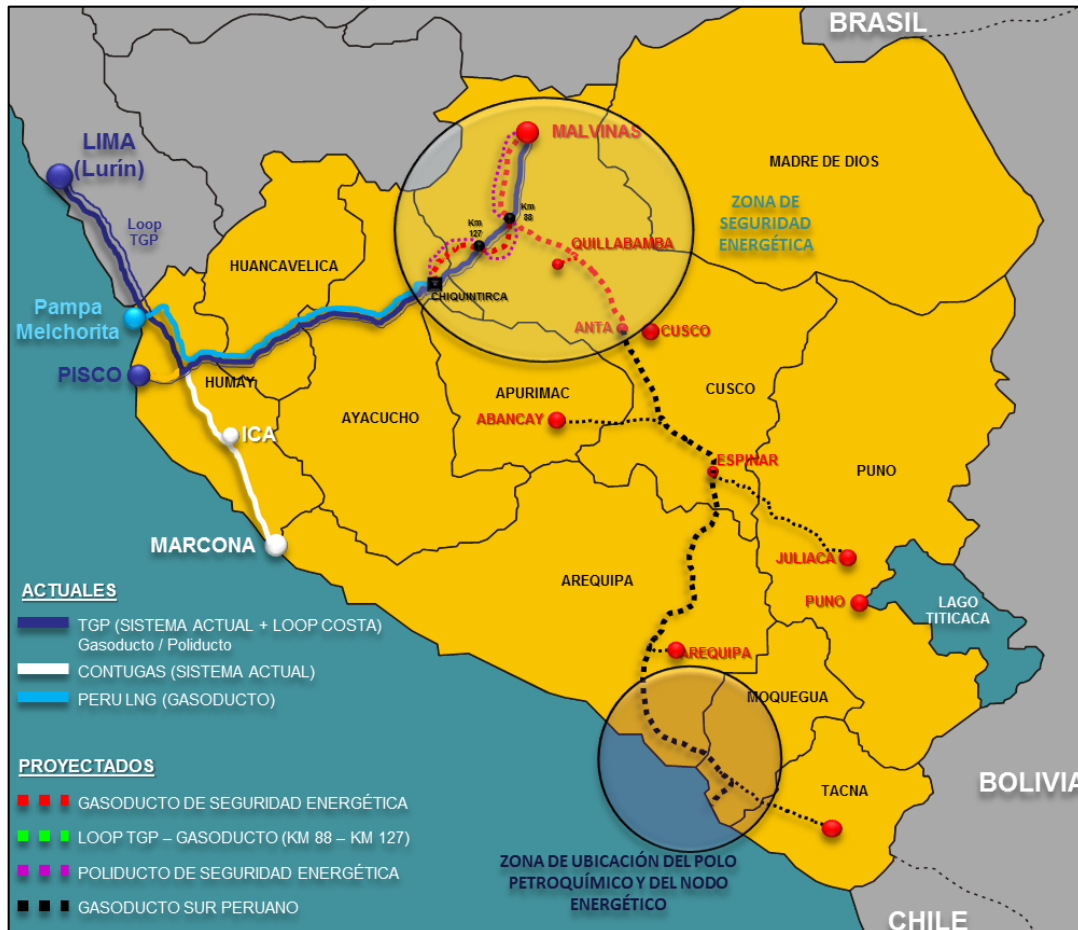 BRASIL
MALVINAS
LIMA
(Lurín)
MADRE DE DIOS
ZONA DE
SEGURIDAD
ENERGÉTICA
Km
88
Loop
TGP
Km
127
QUILLABAMBA
HUANCAVELICA
CHIQUINTIRCA
Pampa
Melchorita
ANTA
CUSCO
PISCO
HUMAY
APURIMAC
CUSCO
AYACUCHO
ABANCAY
ICA
ESPINAR
PUNO
MARCONA
JULIACA
AREQUIPA
PUNO
LAGO
TITICACA
AREQUIPA
MOQUEGUA
BOLIVIA
TACNA
ZONA DE UBICACIÓN DEL POLO
PETROQUÍMICO Y DEL NODO
ENERGÉTICO
CHILE
ACTUALES
TGP (SISTEMA ACTUAL + LOOP COSTA)
Gasoducto / Poliducto
CONTUGAS (SISTEMA ACTUAL)
PERU LNG (GASODUCTO)
PROYECTADOS
GASODUCTO DE SEGURIDAD ENERGÉTICA
LOOP TGP – GASODUCTO (KM 88 – KM 127)
POLIDUCTO DE SEGURIDAD ENERGÉTICA
GASODUCTO SUR PERUANO